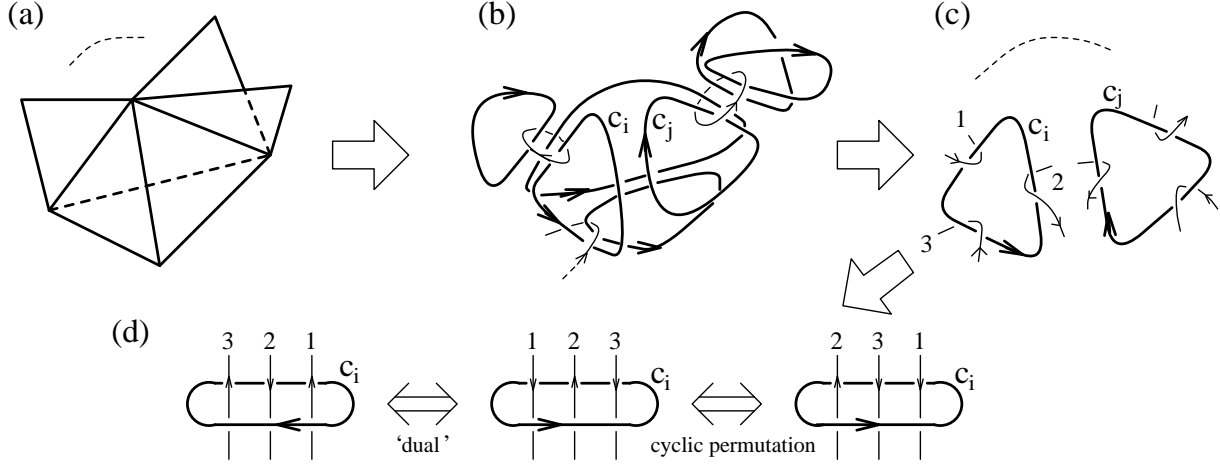 (a)
(b)
(c)
c_i
c_j
1
c_i
2
3
c_j
(d)
3 2 1
c_i
1 2 3
c_i
2 3 1
c_i
'dual'
cyclic permutation